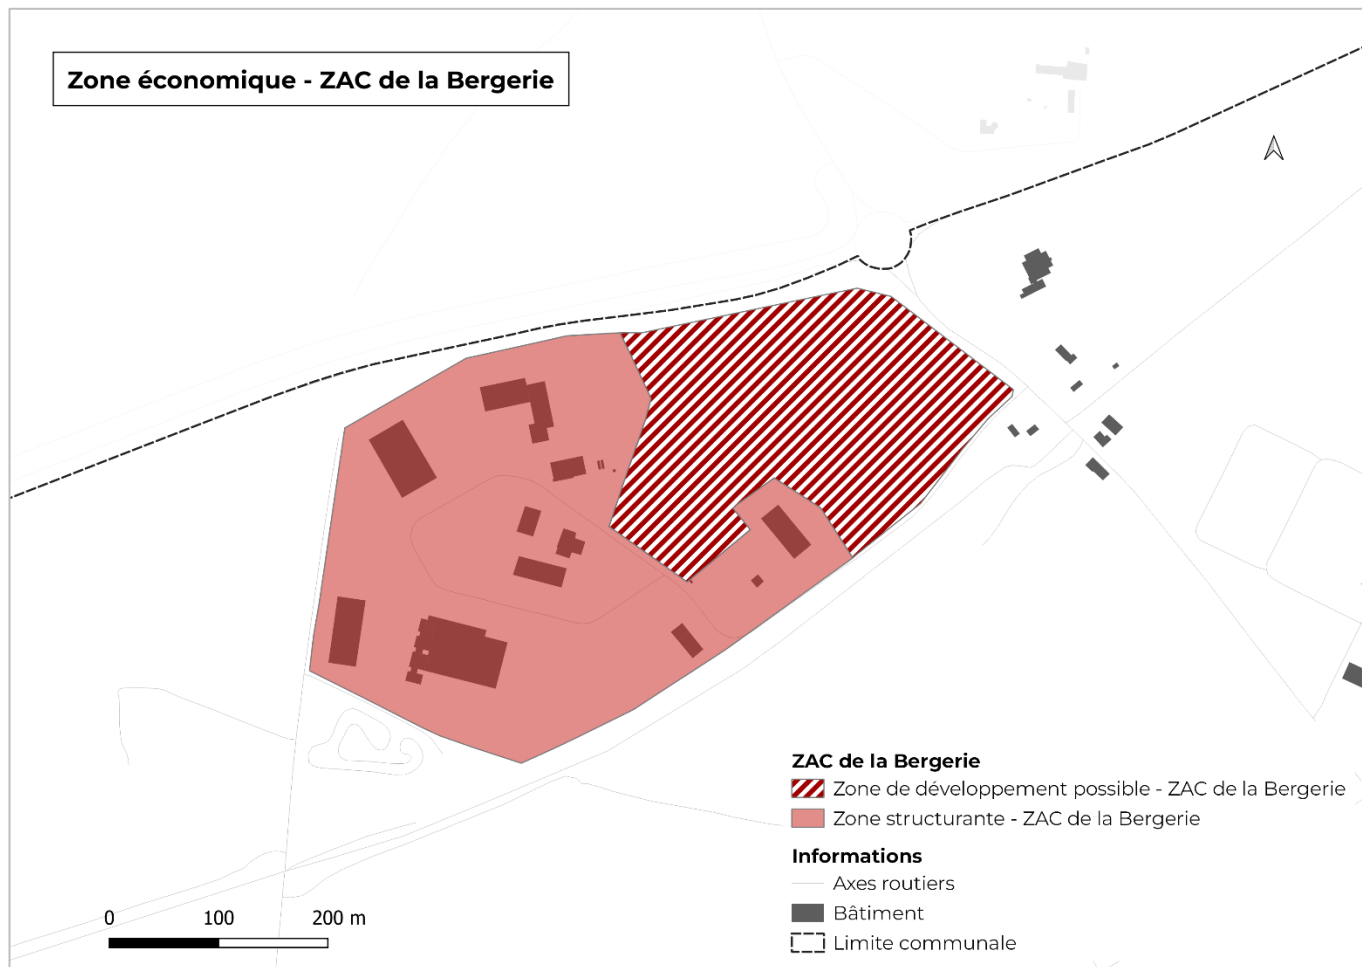 Zone économique - ZAC de la Bergerie
ZAC de la Bergerie
Zone de développement possible - ZAC de la Bergerie
Zone structurante - ZAC de la Bergerie
Informations
Axes routiers
Bâtiment
Limite communale
0 100 200 m